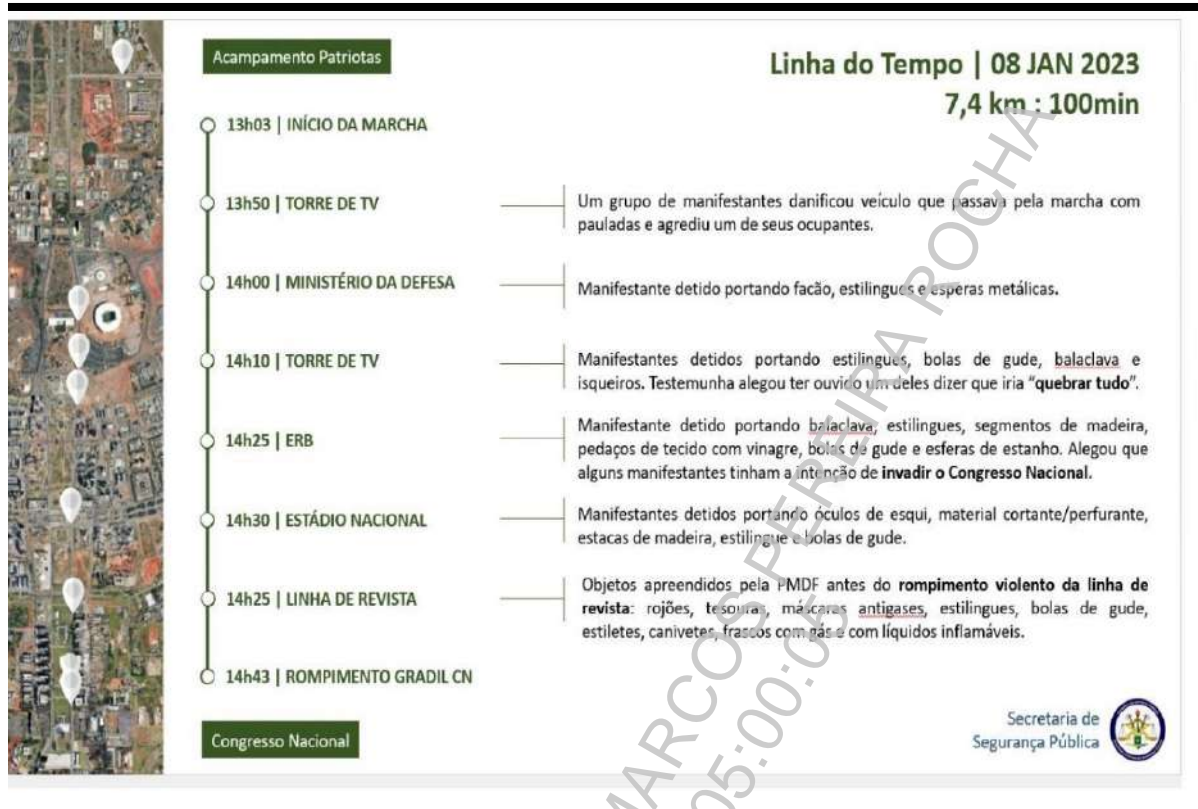 Acampamento Patriotas
Linha do Tempo | 08 JAN 2023
7,4 km : 100min
13h03 | INÍCIO DA MARCHA
13h50 | TORRE DE TV
Um grupo de manifestantes danificou veículo que passava pela marcha com
pauladas e agrediu um de seus ocupantes.
14h00 | MINISTÉRIO DA DEFESA
Manifestante detido portando facão, estilingues e esperas metálicas.
14h10 | TORRE DE TV
Manifestantes detidos portando estilingues, bolas de gude, balaclava e
isqueiros. Testemunha alegou ter ouvido um deles dizer que iria “quebrar tudo”.
14h25 | ERB
Manifestante detido portando balaclava, estilingues, segmentos de madeira,
pedaços de tecido com vinagre, bolas de gude e esferas de estanho. Alegou que
alguns manifestantes tinham a intenção de invadir o Congresso Nacional.
14h30 | ESTÁDIO NACIONAL
Manifestantes detidos portando óculos de esqui, material cortante/perfurante,
estacas de madeira, estilingue e bolas de gude.
14h25 | LINHA DE REVISTA
Objetos apreendidos pela PMDF antes do rompimento violento da linha de
revista: rojões, tesouras, máscaras antigases, estilingues, bolas de gude,
estiletes, canivetes, frascos com gás e com líquidos inflamáveis.
14h43 | ROMPIMENTO GRADIL CN
Congresso Nacional
Secretaria de
Segurança Pública
MARCOS PEREIRA ROCHA
05:00:05